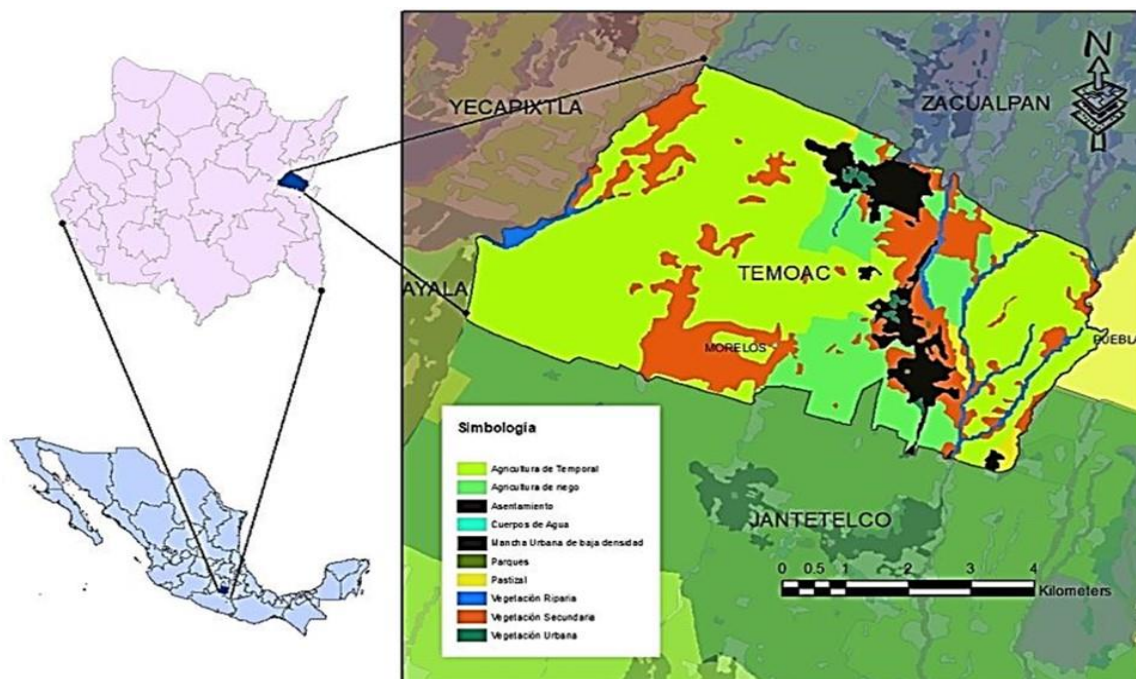 N
YECAPIXTLA
ZACUALPAN
TEMOAC
AYALA
MORELOS
PUEBLA
Simbología
Agricultura de Temporal
Agricultura de riego
Asentamiento
Cuerpos de Agua
Mancha Urbana de baja densidad
Parques
Pastizal
Vegetación Riparia
Vegetación Secundaria
Vegetación Urbana
JANTETELCO
0 0.5 1 2 3 4
Kilometers